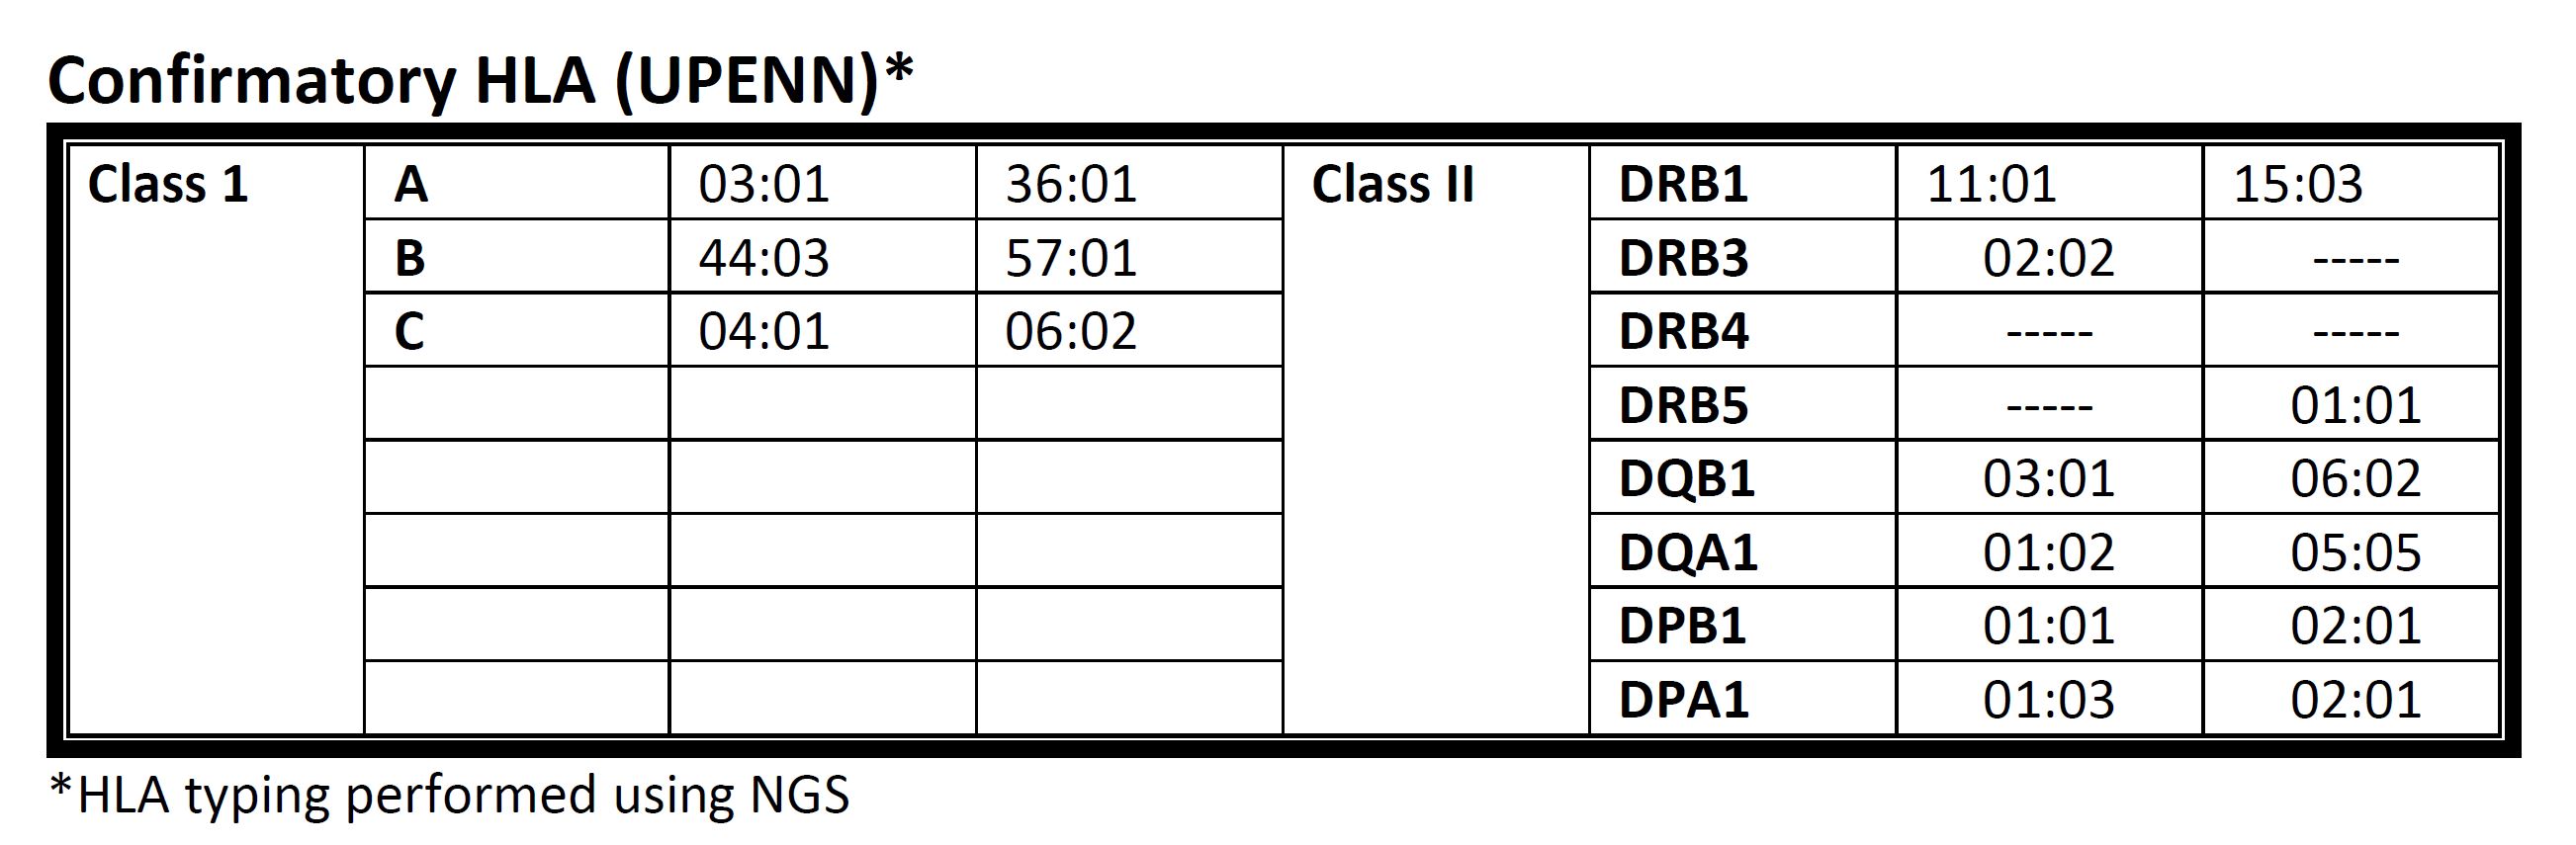 Confirmatory HLA (UPENN)*
Class 1 A 03:01 36:01 Class II DRB1 11:01 15:03
B 44:03 57:01 DRB3 02:02 -----
C 04:01 06:02 DRB4 ----- -----
DRB5 ----- 01:01
DQB1 03:01 06:02
DQA1 01:02 05:05
DPB1 01:01 02:01
DPA1 01:03 02:01
*HLA typing performed using NGS